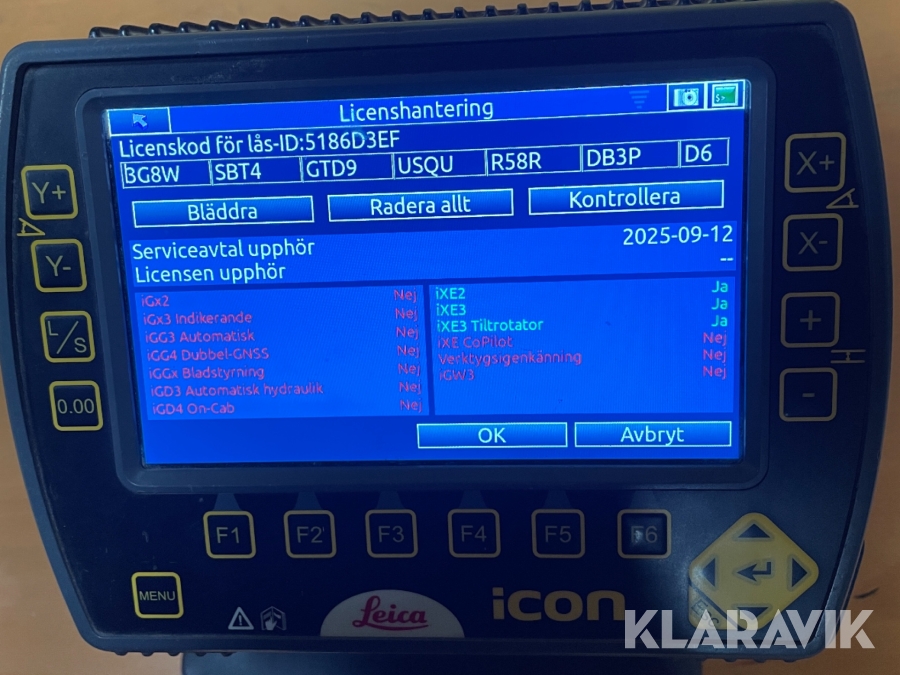 Licenshantering
Licenskod för lås-ID:5186D3EF
BG8W SBT4 GTD9 USQU R58R DB3P D6
Bläddra Radera allt Kontrollera
Serviceavtal upphör 2025-09-12
Licensen upphör --
iGx2 Nej
iGx3 Indikerande Nej
iGG3 Automatisk Nej
iGG4 Dubbel-GNSS Nej
iGGx Bladstyrning Nej
iGD3 Automatisk hydraulik Nej
iGD4 On-Cab Nej
iXE2 Ja
iXE3 Ja
iXE3 Tiltrotator Ja
iXE CoPilot Nej
Verktygsigenkänning Nej
iGW3 Nej
OK Avbryt
Y+
Y-
L/S
0.00
X+
X-
+
-
F1 F2 F3 F4 F5 F6
MENU
Leica
iCON
KLARAVIK